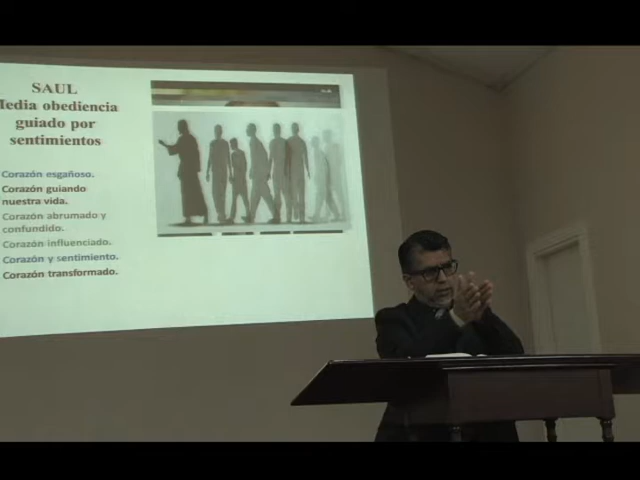 SAUL
Media obediencia
guiado por
sentimientos
Corazón esgañoso.
Corazón guiando
nuestra vida.
Corazón abrumado y
confundido.
Corazón influenciado.
Corazón y sentimiento.
Corazón transformado.